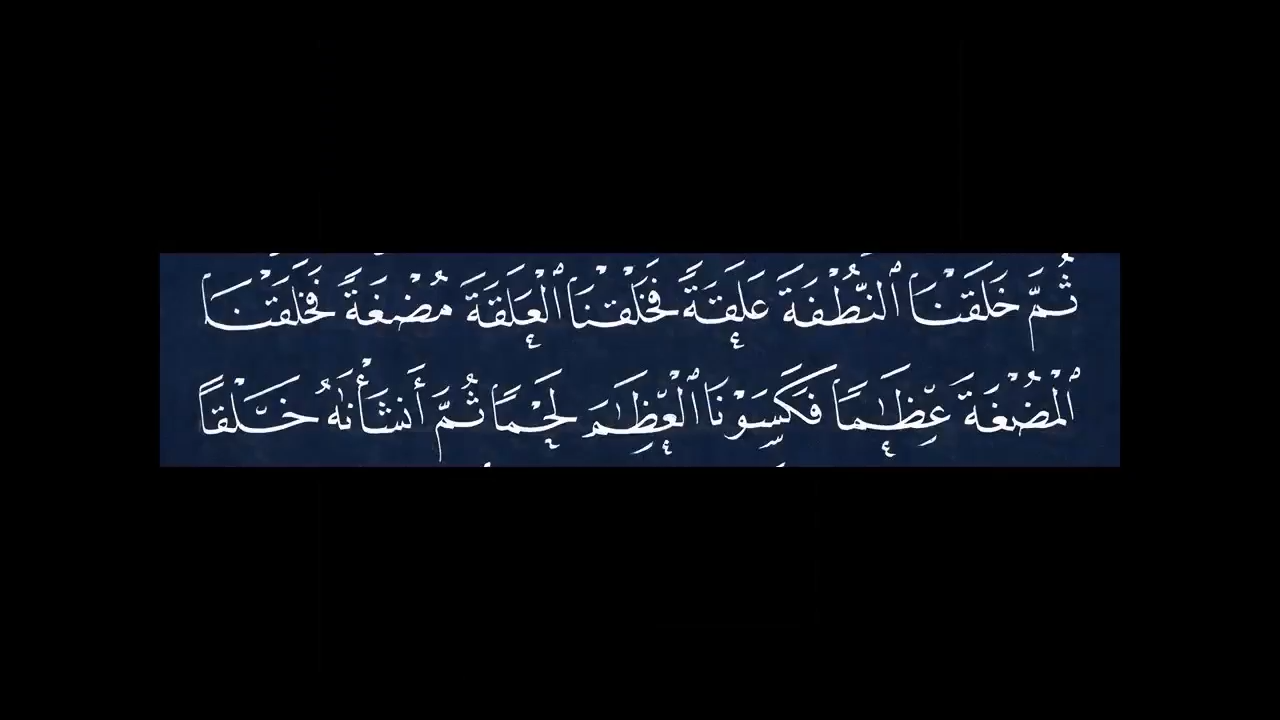 ثُمَّ خَلَقْنَا ٱلنُّطْفَةَ عَلَقَةً فَخَلَقْنَا ٱلْعَلَقَةَ مُضْغَةً فَخَلَقْنَا
ٱلْمُضْغَةَ عِظَٰمًا فَكَسَوْنَا ٱلْعِظَٰمَ لَحْمًا ثُمَّ أَنشَأْنَٰهُ خَلْقًا